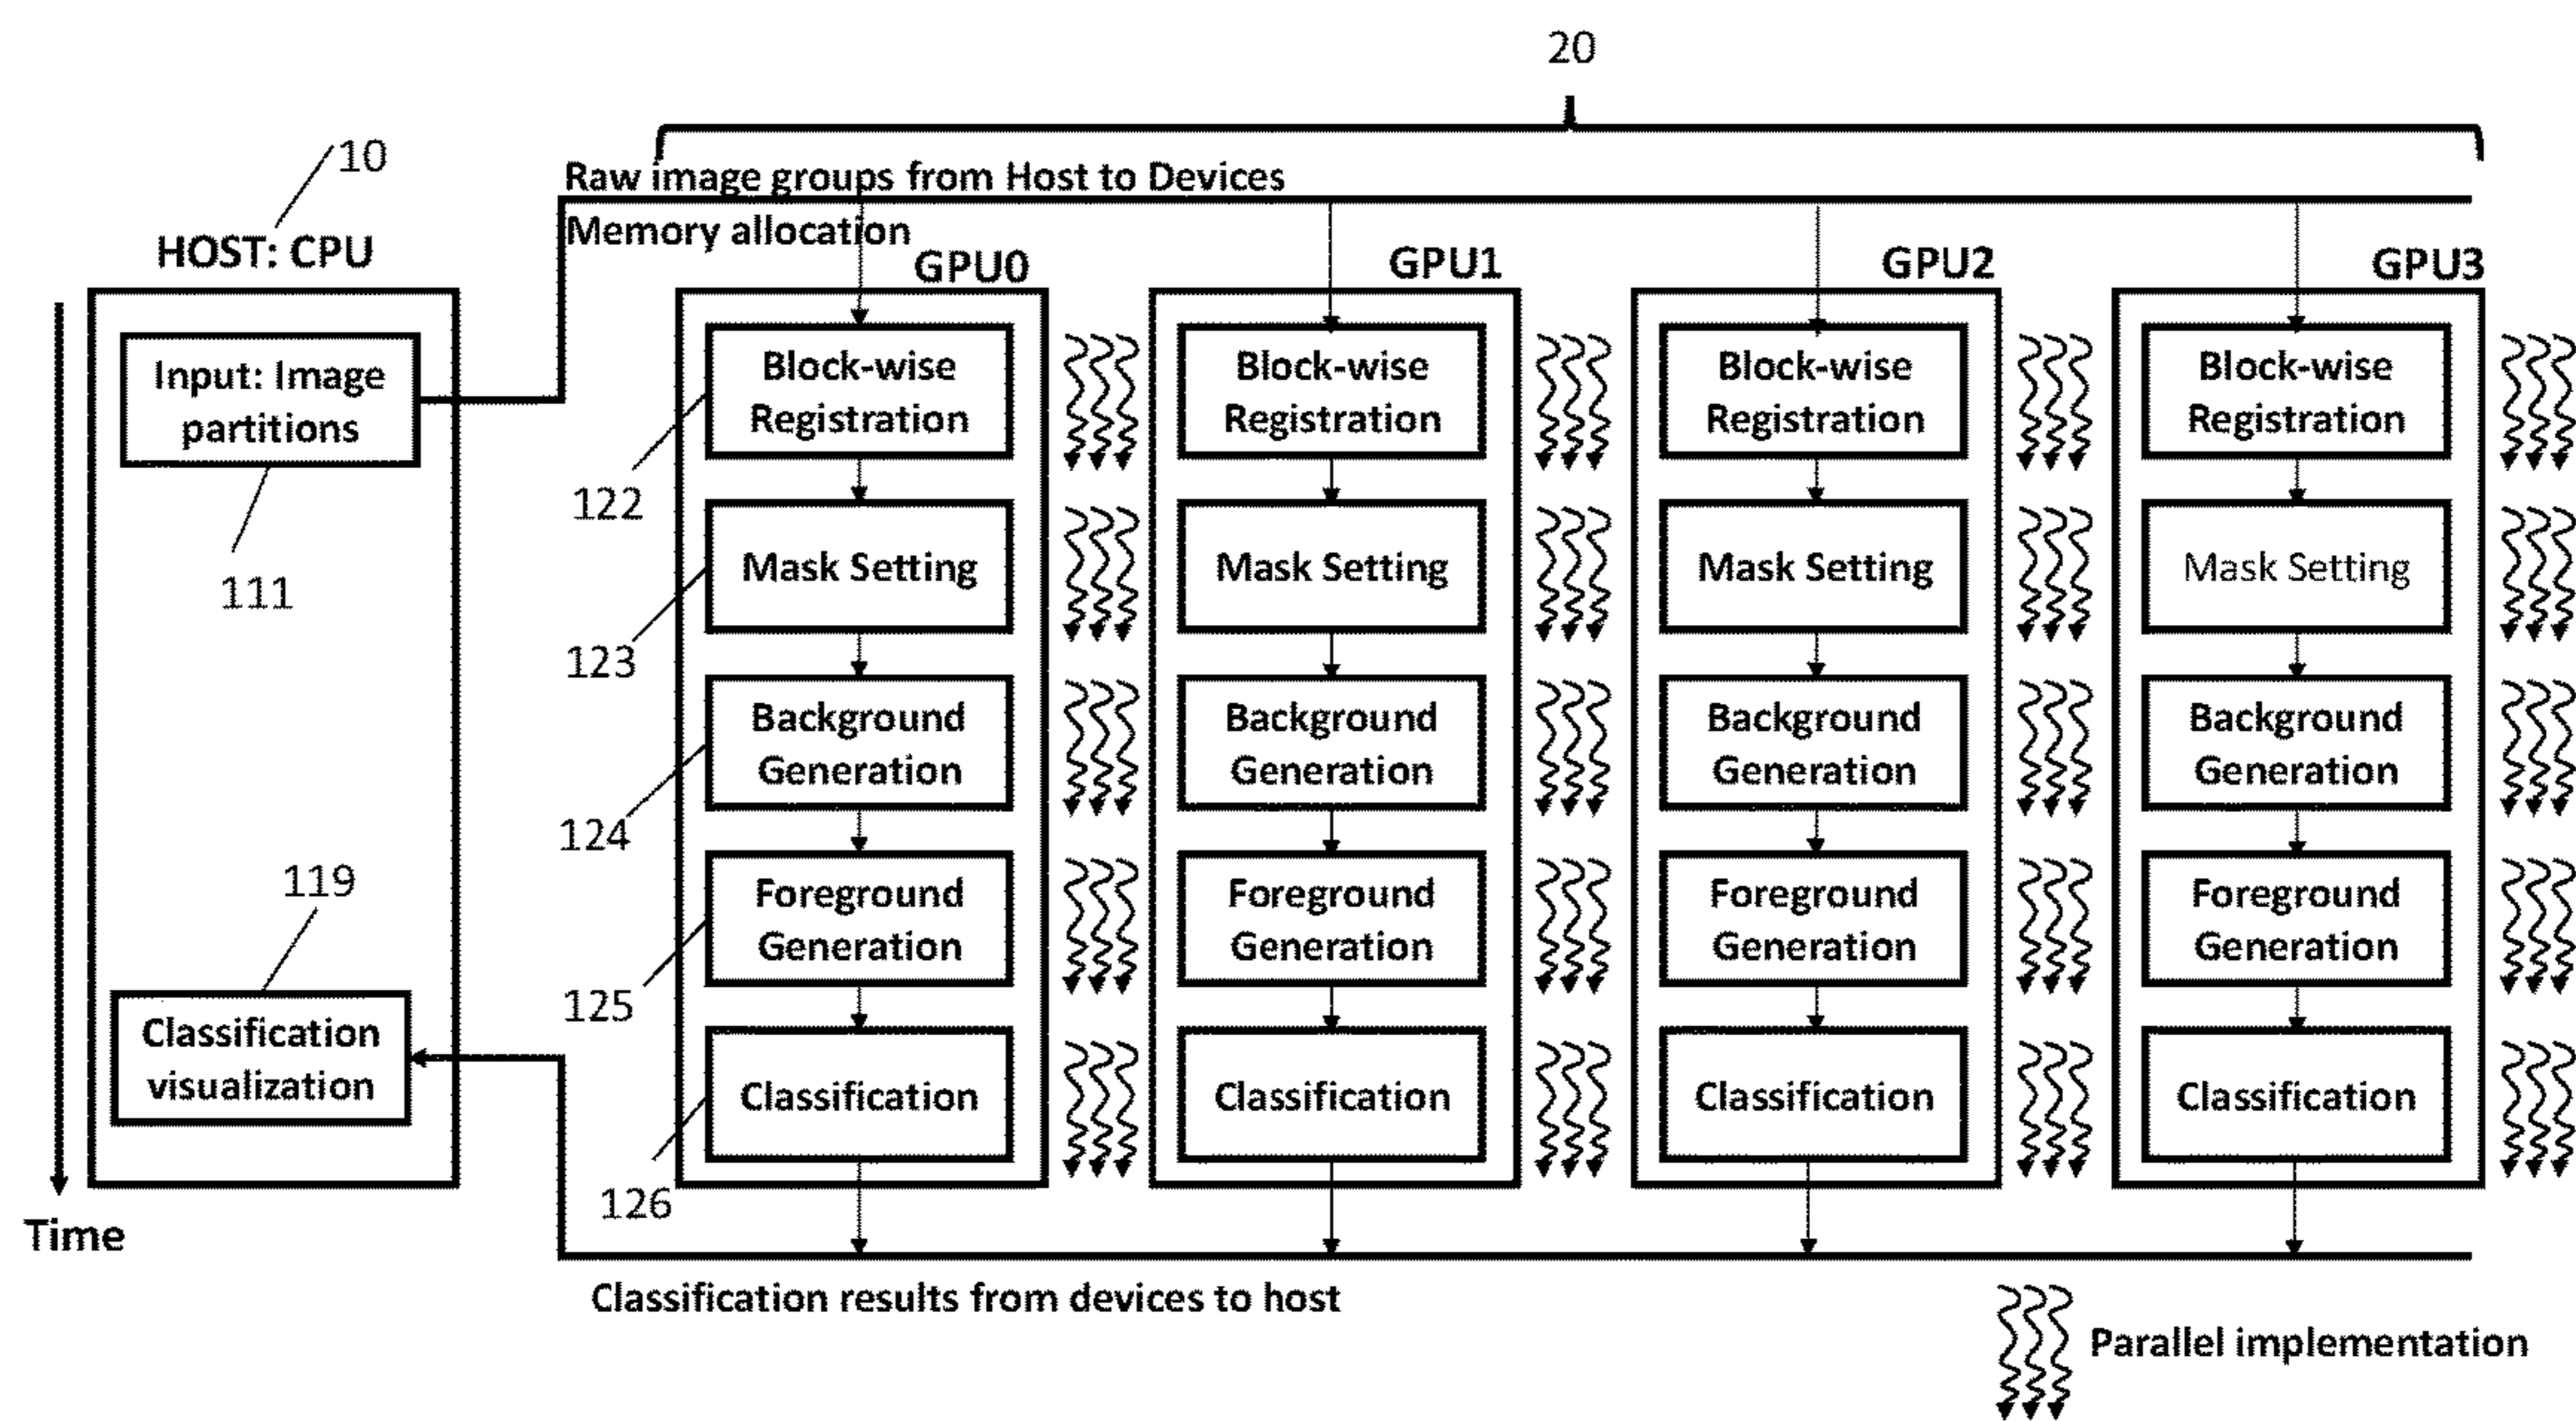 20
10
Raw image groups from Host to Devices
Memory allocation
HOST: CPU
GPU0
GPU1
GPU2
GPU3
Input: Image
partitions
111
119
Classification
visualization
Time
Block-wise
Registration
122
Mask Setting
123
Background
Generation
124
Foreground
Generation
125
Classification
126
Block-wise
Registration
Mask Setting
Background
Generation
Foreground
Generation
Classification
Block-wise
Registration
Mask Setting
Background
Generation
Foreground
Generation
Classification
Block-wise
Registration
Mask Setting
Background
Generation
Foreground
Generation
Classification
Classification results from devices to host
Parallel implementation